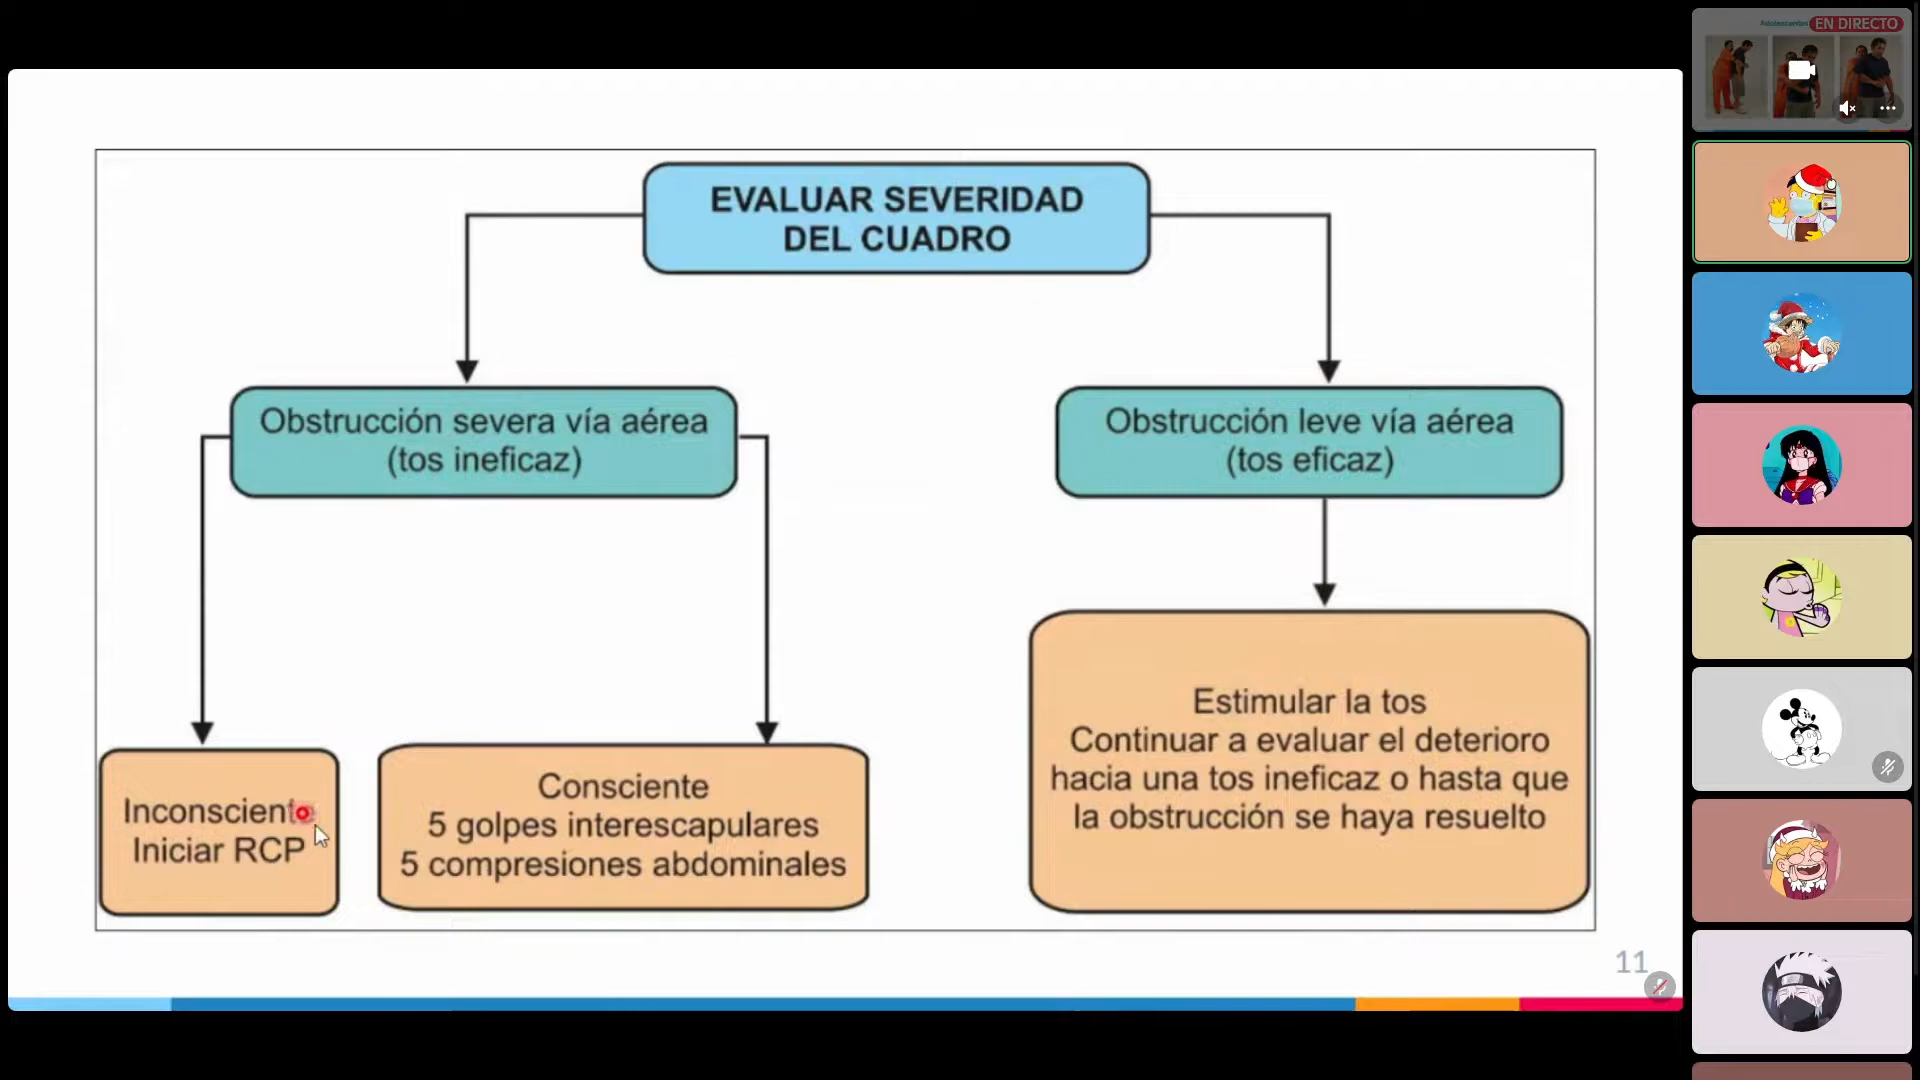 EN DIRECTO
EVALUAR SEVERIDAD
DEL CUADRO
Obstrucción severa vía aérea
(tos ineficaz)
Obstrucción leve vía aérea
(tos eficaz)
Inconsciente
Iniciar RCP
Consciente
5 golpes interescapulares
5 compresiones abdominales
Estimular la tos
Continuar a evaluar el deterioro
hacia una tos ineficaz o hasta que
la obstrucción se haya resuelto
11